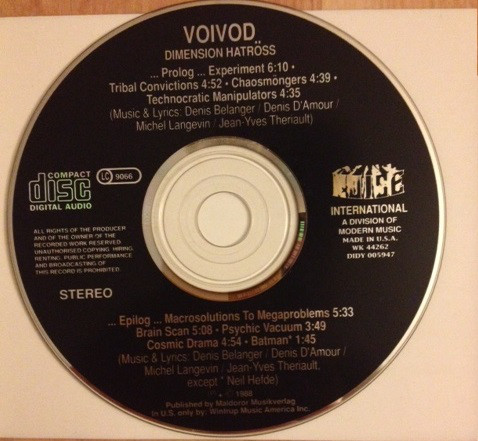 VOIVOD
DIMENSION HATRÖSS
... Prolog ... Experiment 6:10 •
Tribal Convictions 4:52 • Chaosmöngers 4:39 •
Technocratic Manipulators 4:35
(Music & Lyrics: Denis Belanger / Denis D'Amour /
Michel Langevin / Jean-Yves Theriault)
COMPACT
disc
DIGITAL AUDIO
LC 9066
ALL RIGHTS OF THE PRODUCER
AND OF THE OWNER OF THE
RECORDED WORK RESERVED.
UNAUTHORISED COPYING. HIRING.
RENTING. PUBLIC PERFORMANCE
AND BROADCASTING OF
THIS RECORD IS PROHIBITED.
STEREO
INTERNATIONAL
A DIVISION OF
MODERN MUSIC
MADE IN U.S.A.
WK 44262
DIDY 005947
... Epilog ... Macrosolutions To Megaproblems 5:33
Brain Scan 5:08 - Psychic Vacuum 3:49
Cosmic Drama 4:54 • Batman* 1:45
(Music & Lyrics: Denis Belanger / Denis D'Amour /
Michel Langevin / Jean-Yves Theriault,
except * Neil Hefde)
1988
Published by Maldoror Musikverlag
In U.S. only by: Wintrup Music America Inc.